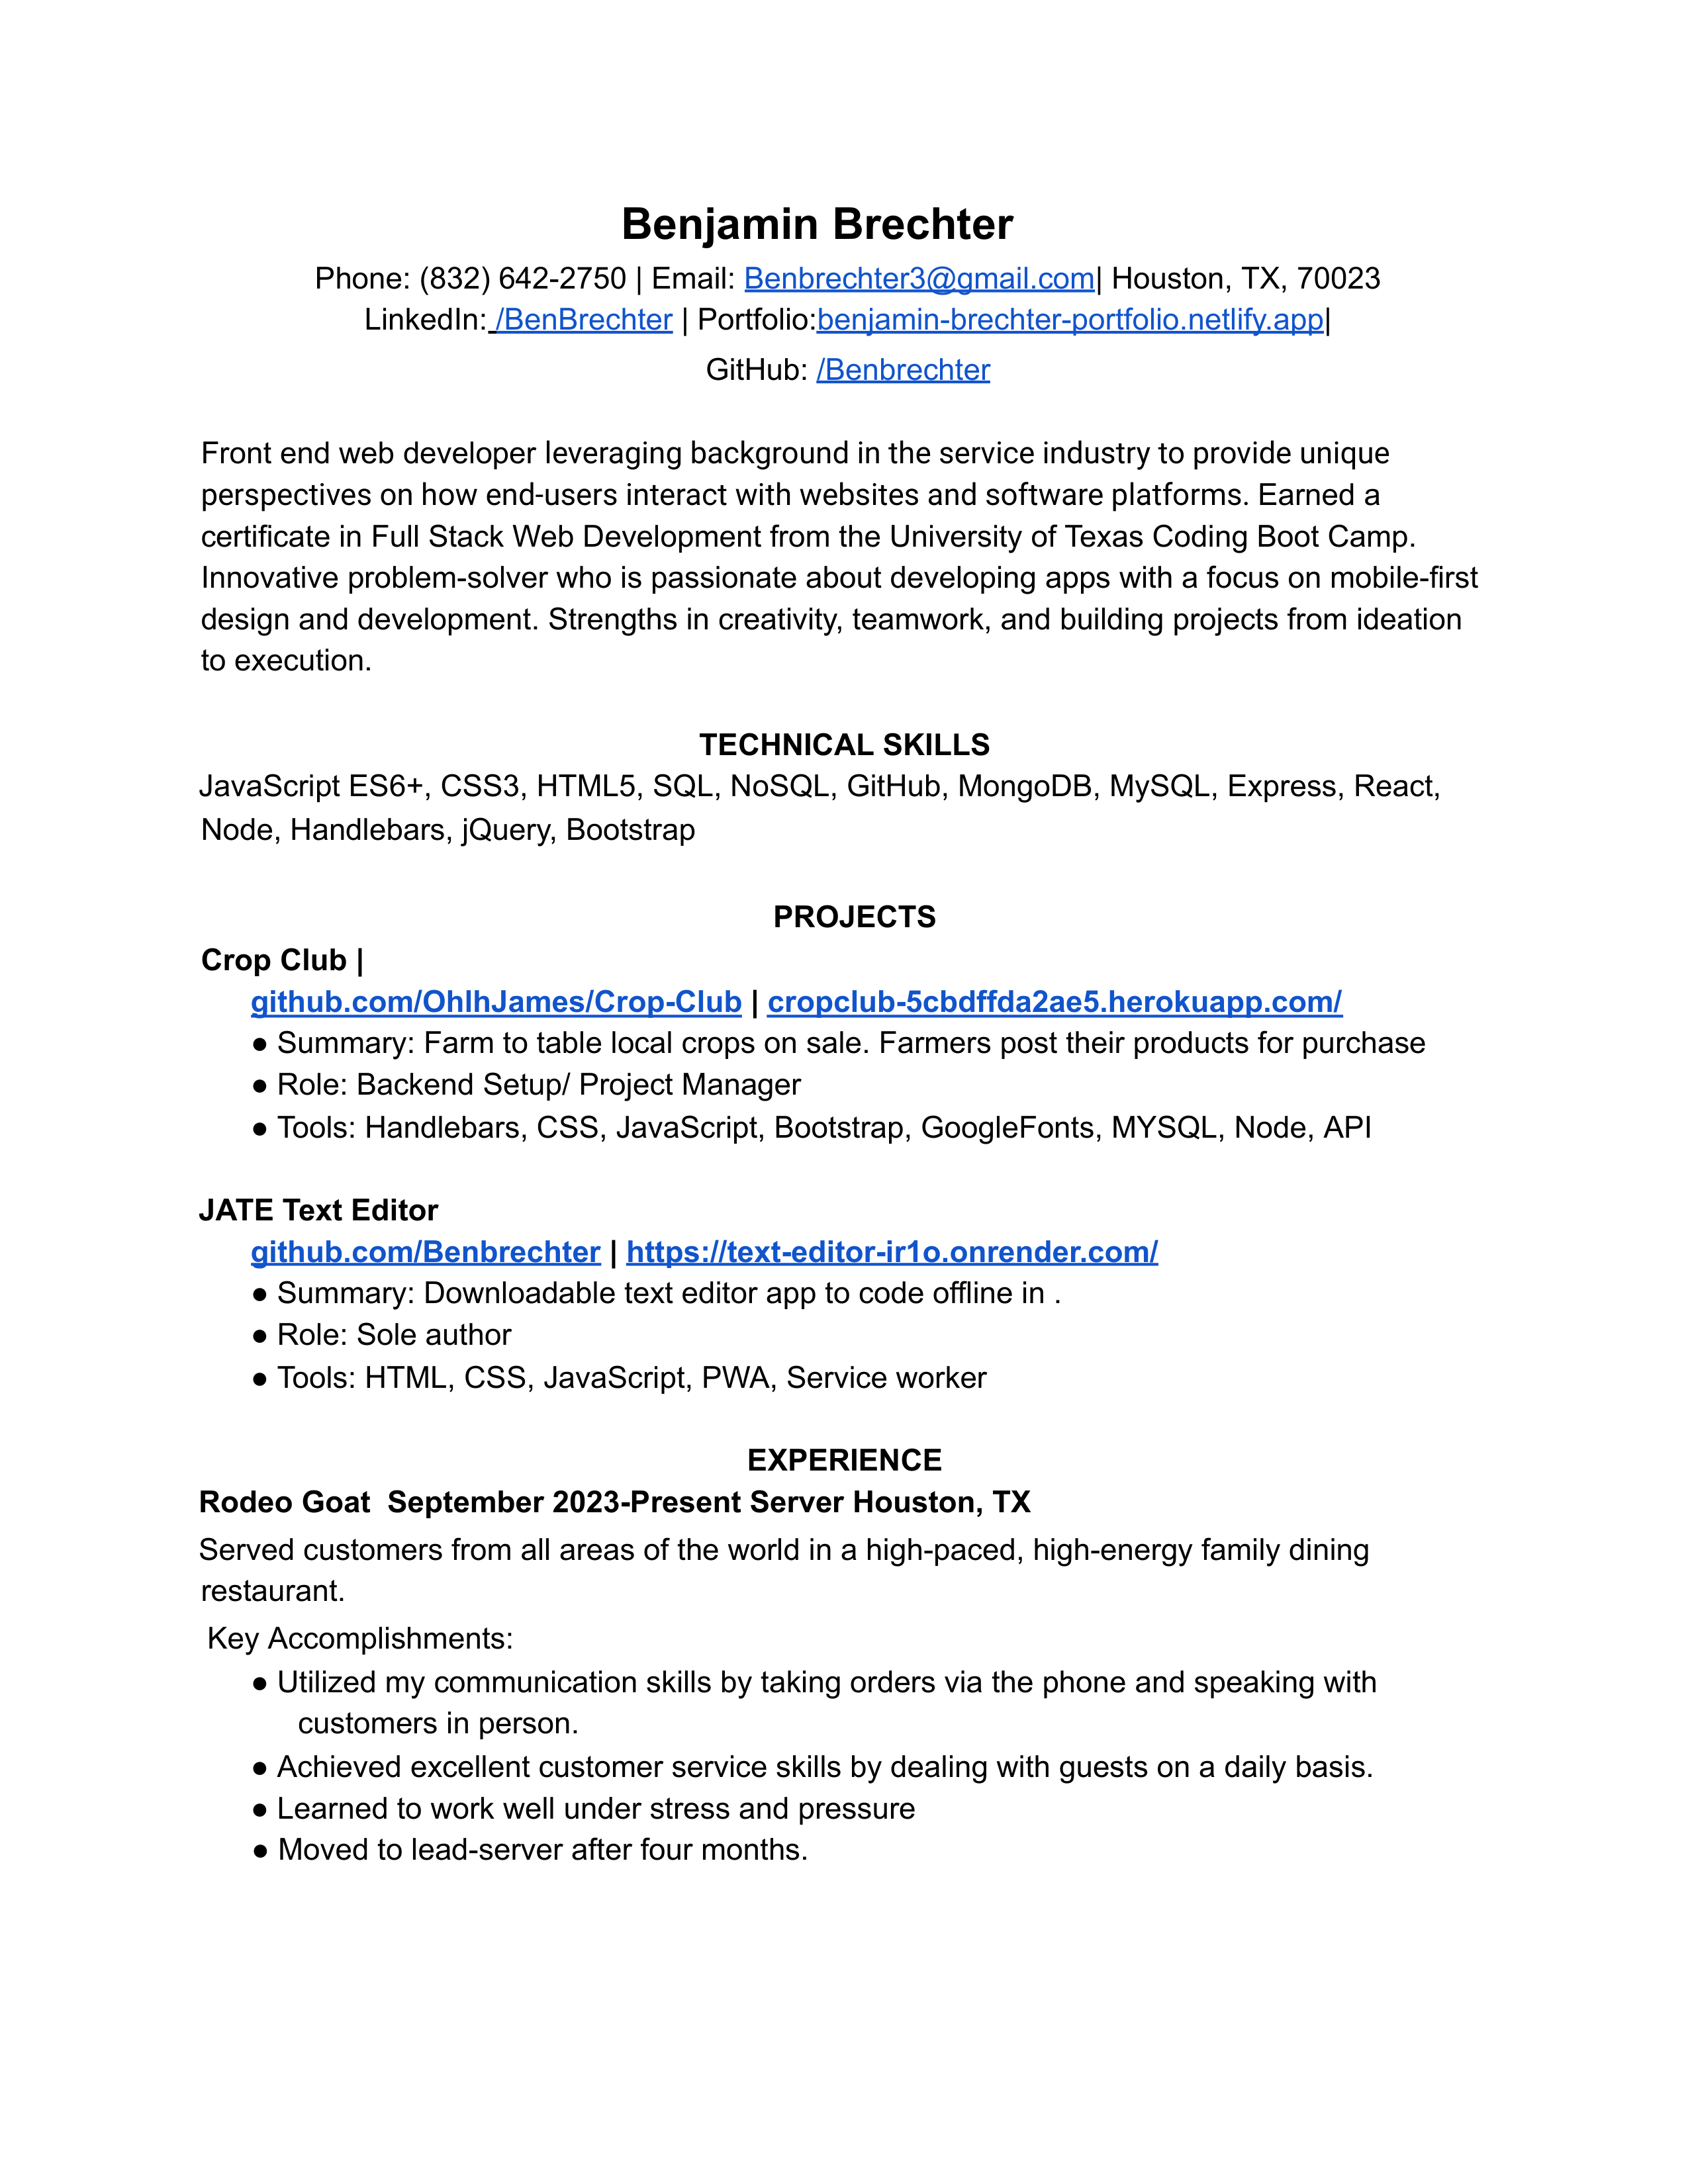 Benjamin Brechter
Phone: (832) 642-2750 | Email: Benbrechter3@gmail.com| Houston, TX, 70023
LinkedIn: /BenBrechter | Portfolio:benjamin-brechter-portfolio.netlify.app|
GitHub: /Benbrechter
Front end web developer leveraging background in the service industry to provide unique
perspectives on how end-users interact with websites and software platforms. Earned a
certificate in Full Stack Web Development from the University of Texas Coding Boot Camp.
Innovative problem-solver who is passionate about developing apps with a focus on mobile-first
design and development. Strengths in creativity, teamwork, and building projects from ideation
to execution.
TECHNICAL SKILLS
JavaScript ES6+, CSS3, HTML5, SQL, NoSQL, GitHub, MongoDB, MySQL, Express, React,
Node, Handlebars, jQuery, Bootstrap
PROJECTS
Crop Club |
github.com/OhlhJames/Crop-Club | cropclub-5cbdffda2ae5.herokuapp.com/
● Summary: Farm to table local crops on sale. Farmers post their products for purchase
● Role: Backend Setup/ Project Manager
● Tools: Handlebars, CSS, JavaScript, Bootstrap, GoogleFonts, MYSQL, Node, API
JATE Text Editor
github.com/Benbrechter | https://text-editor-ir1o.onrender.com/
● Summary: Downloadable text editor app to code offline in .
● Role: Sole author
● Tools: HTML, CSS, JavaScript, PWA, Service worker
EXPERIENCE
Rodeo Goat  September 2023-Present Server Houston, TX
Served customers from all areas of the world in a high-paced, high-energy family dining
restaurant.
Key Accomplishments:
● Utilized my communication skills by taking orders via the phone and speaking with
customers in person.
● Achieved excellent customer service skills by dealing with guests on a daily basis.
● Learned to work well under stress and pressure
● Moved to lead-server after four months.